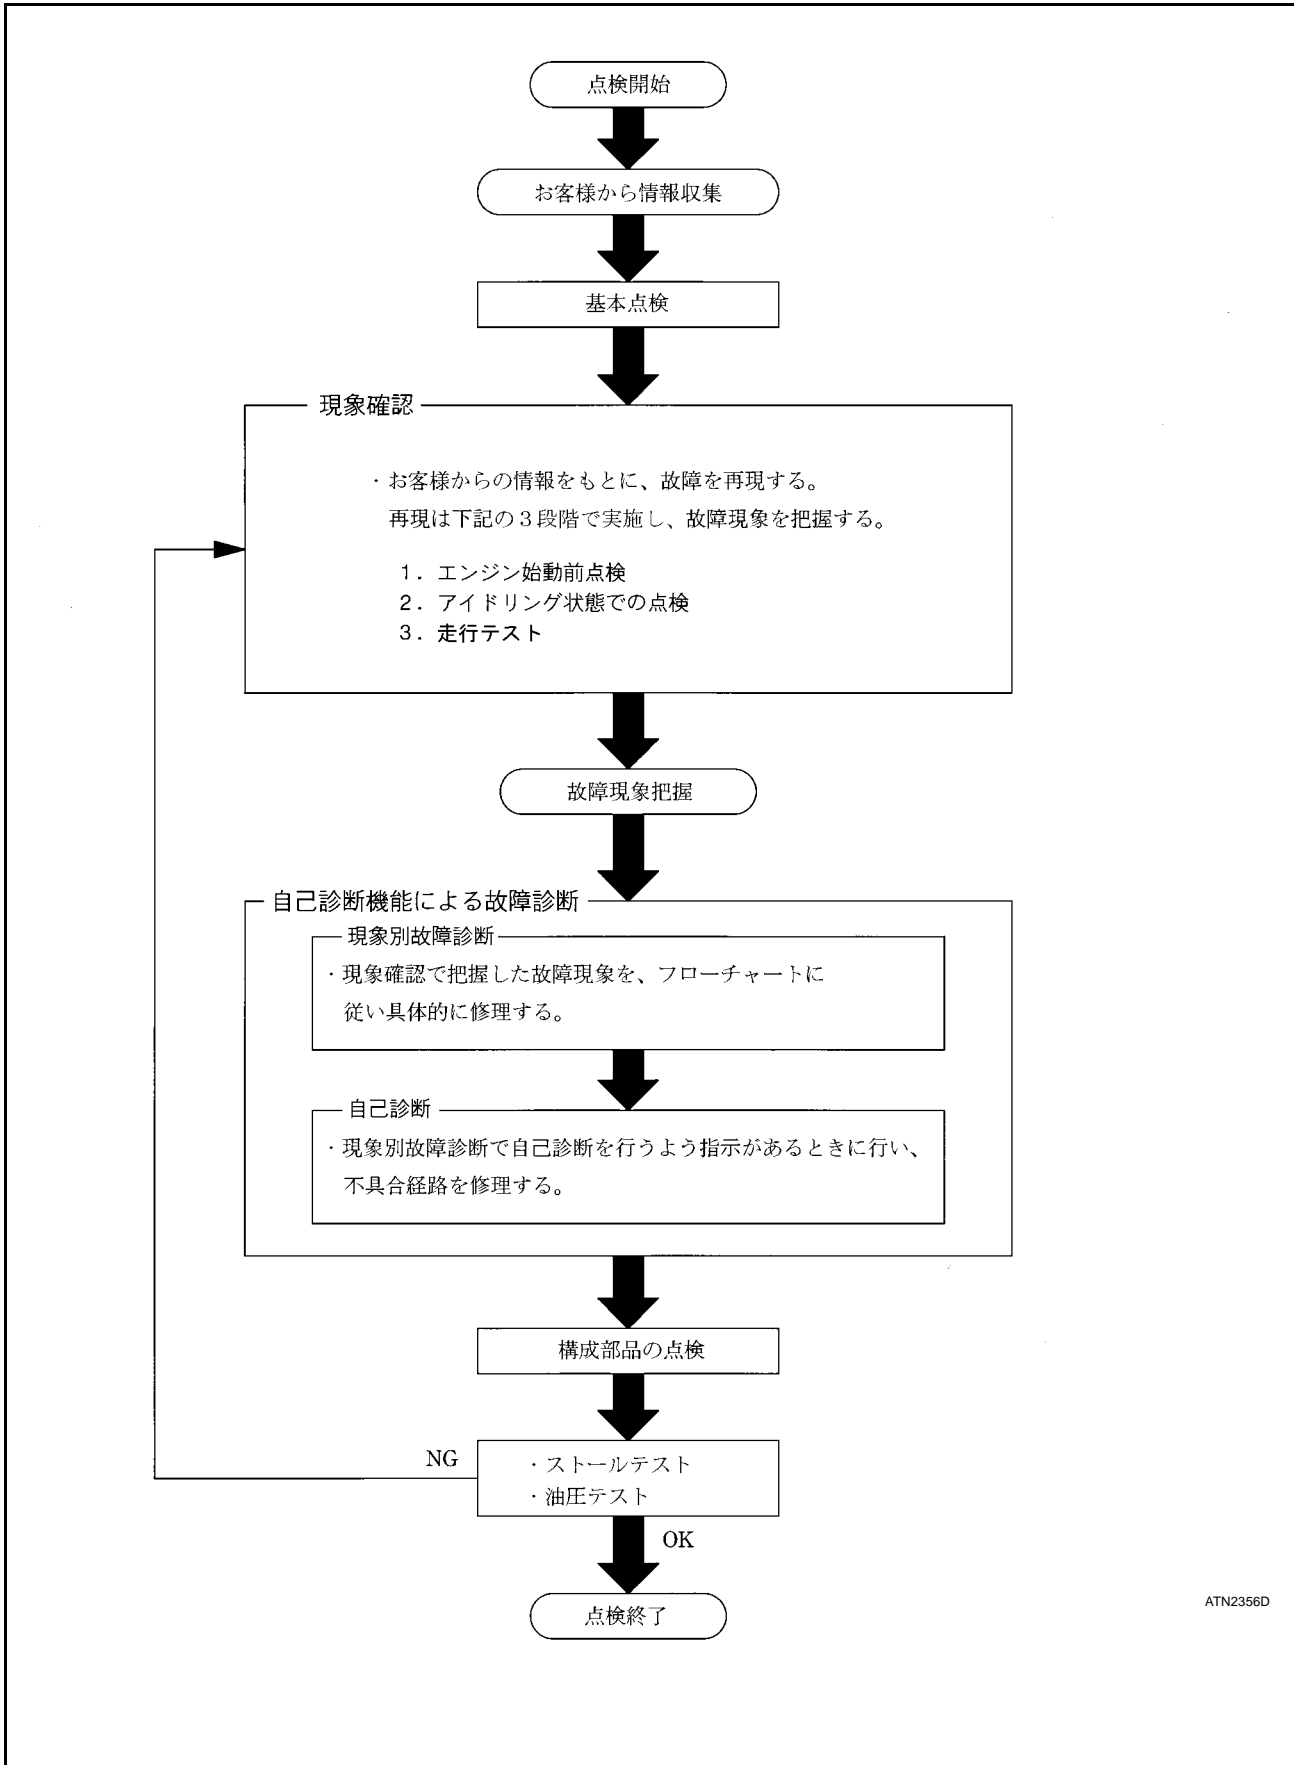 点検開始
お客様から情報収集
基本点検
現象確認
・お客様からの情報をもとに、故障を再現する。
再現は下記の３段階で実施し、故障現象を把握する。
１．エンジン始動前点検
２．アイドリング状態での点検
３．走行テスト
故障現象把握
自己診断機能による故障診断
現象別故障診断
・現象確認で把握した故障現象を、フローチャートに
従い具体的に修理する。
自己診断
・現象別故障診断で自己診断を行うよう指示があるときに行い、
不具合経路を修理する。
構成部品の点検
NG
・ストールテスト
・油圧テスト
OK
点検終了
ATN2356D